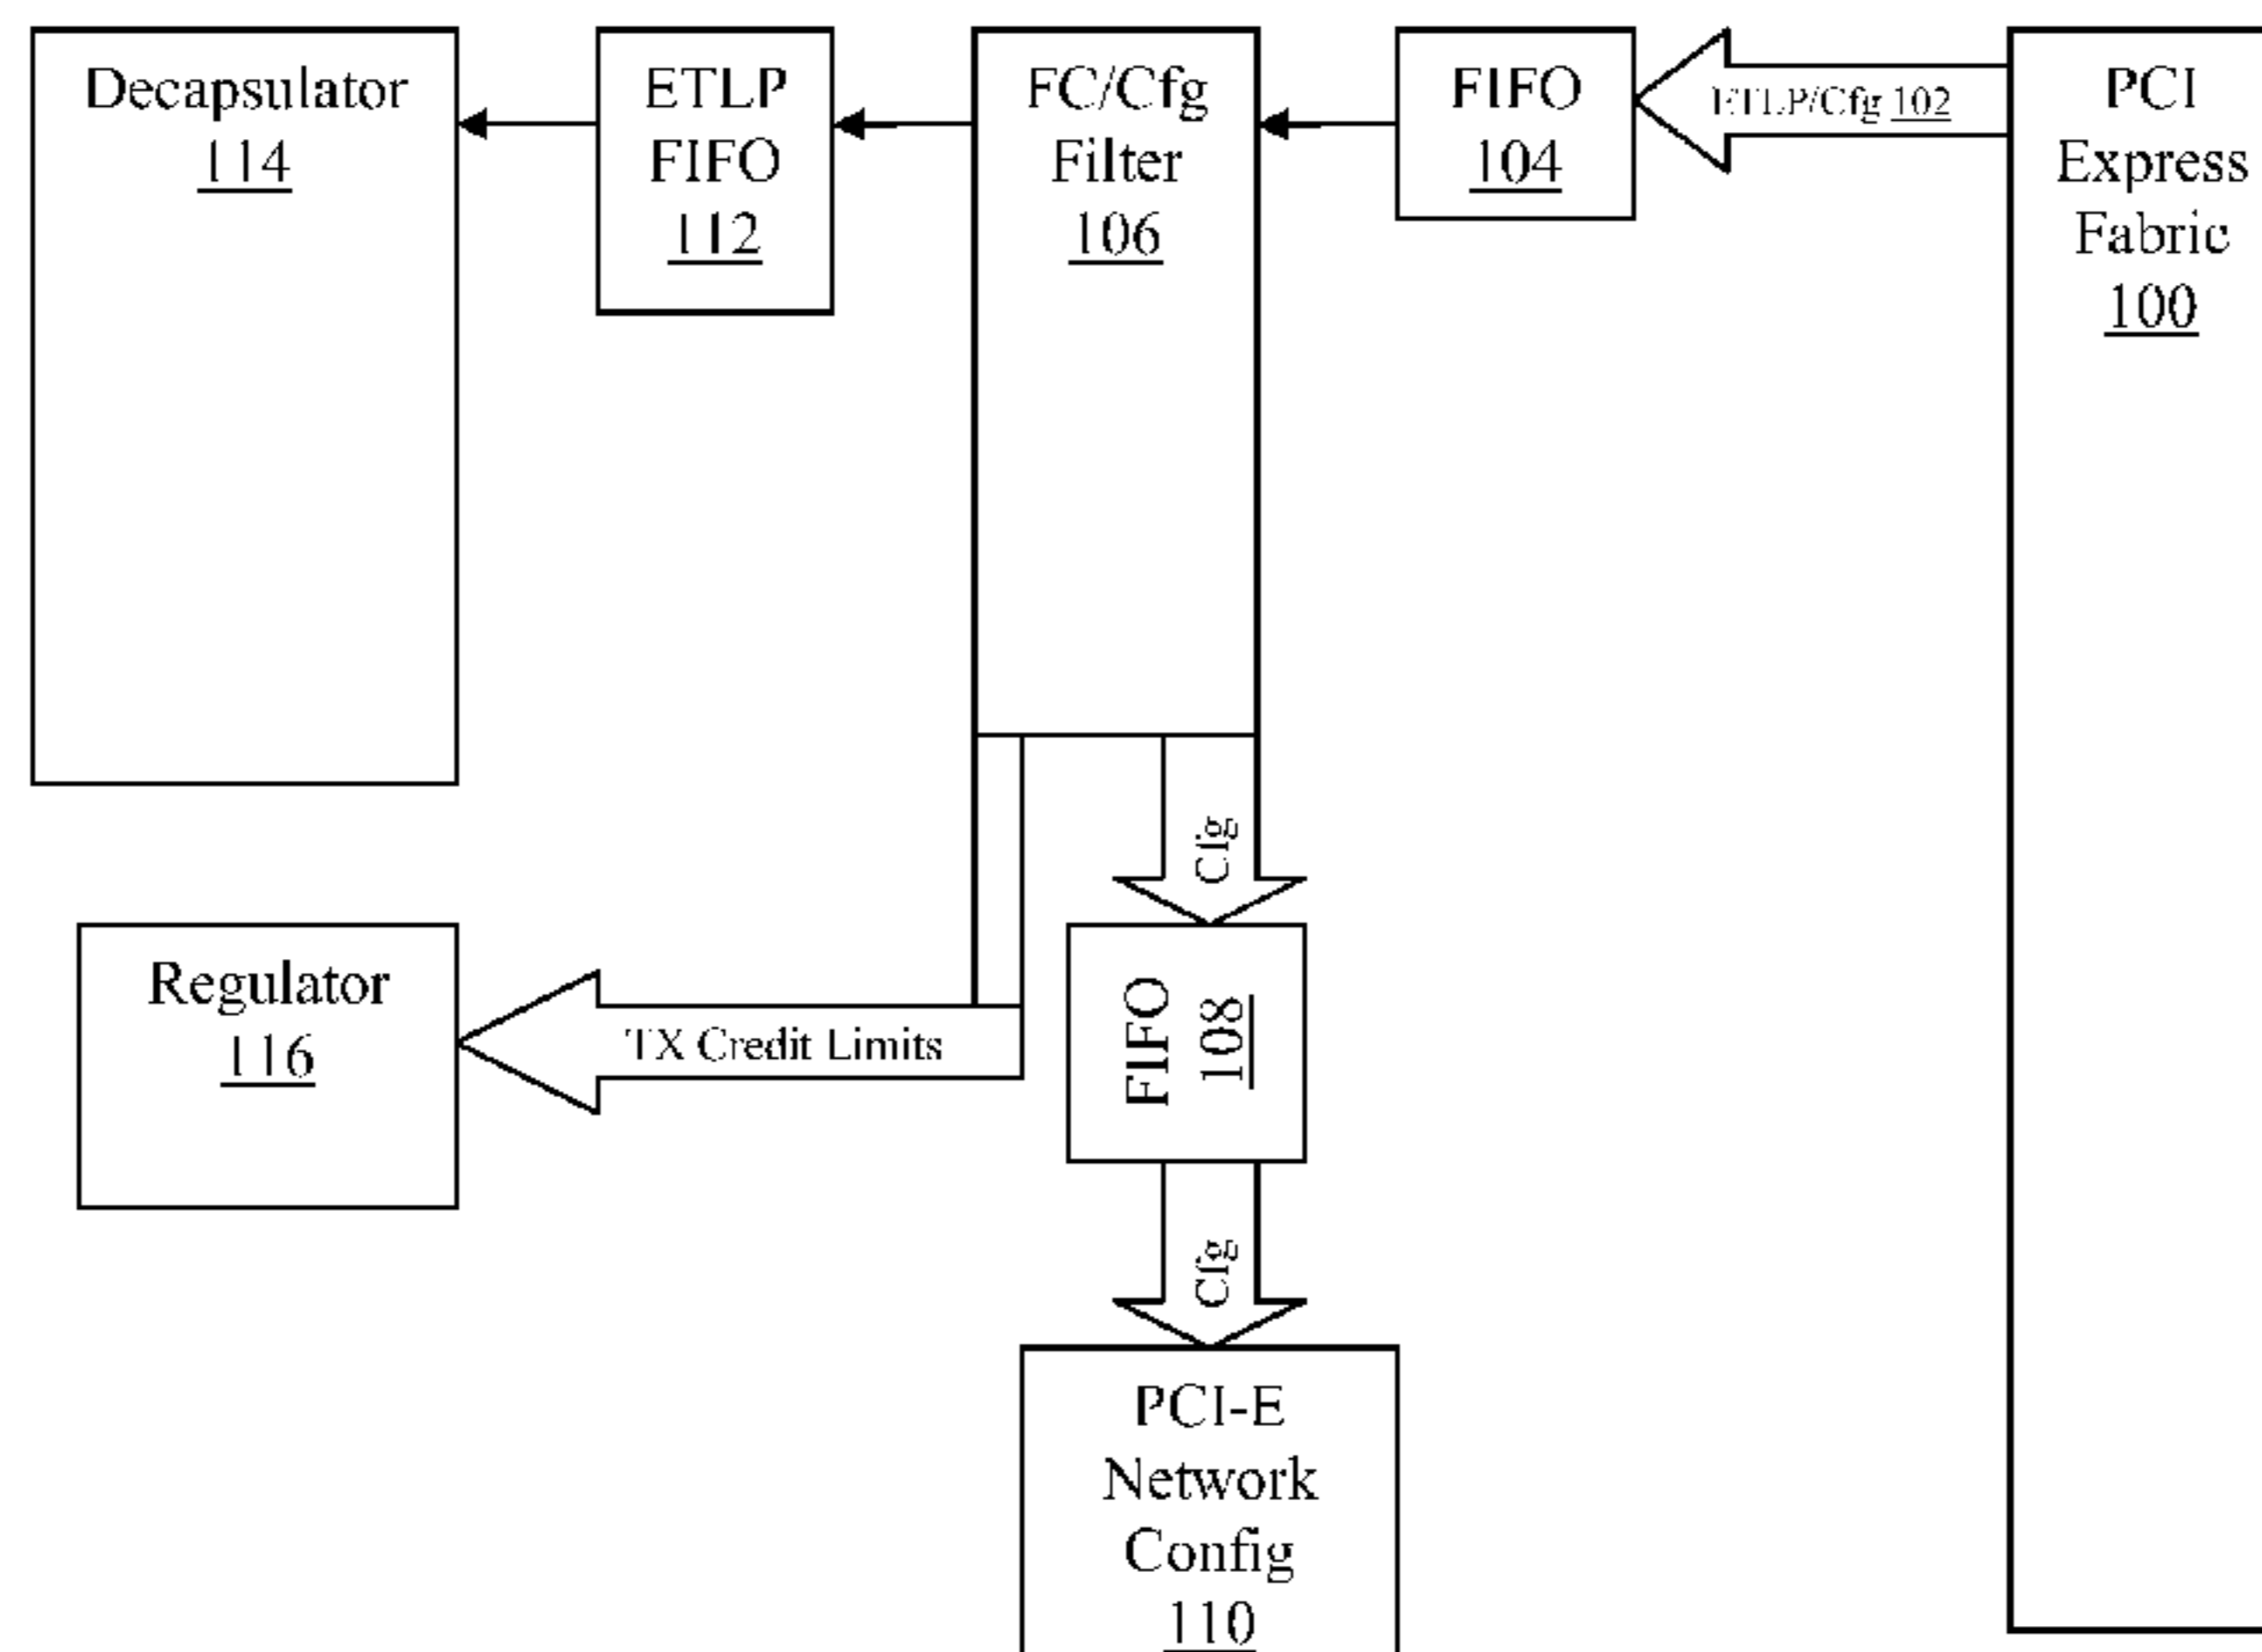 Decapsulator
114
ETLP
FIFO
112
FC/Cfg
Filter
106
FIFO
104
ETLP/Cfg 102
PCI
Express
Fabric
100
Cfg
Regulator
116
TX Credit Limits
FIFO
108
Cfg
PCI-E
Network
Config
110